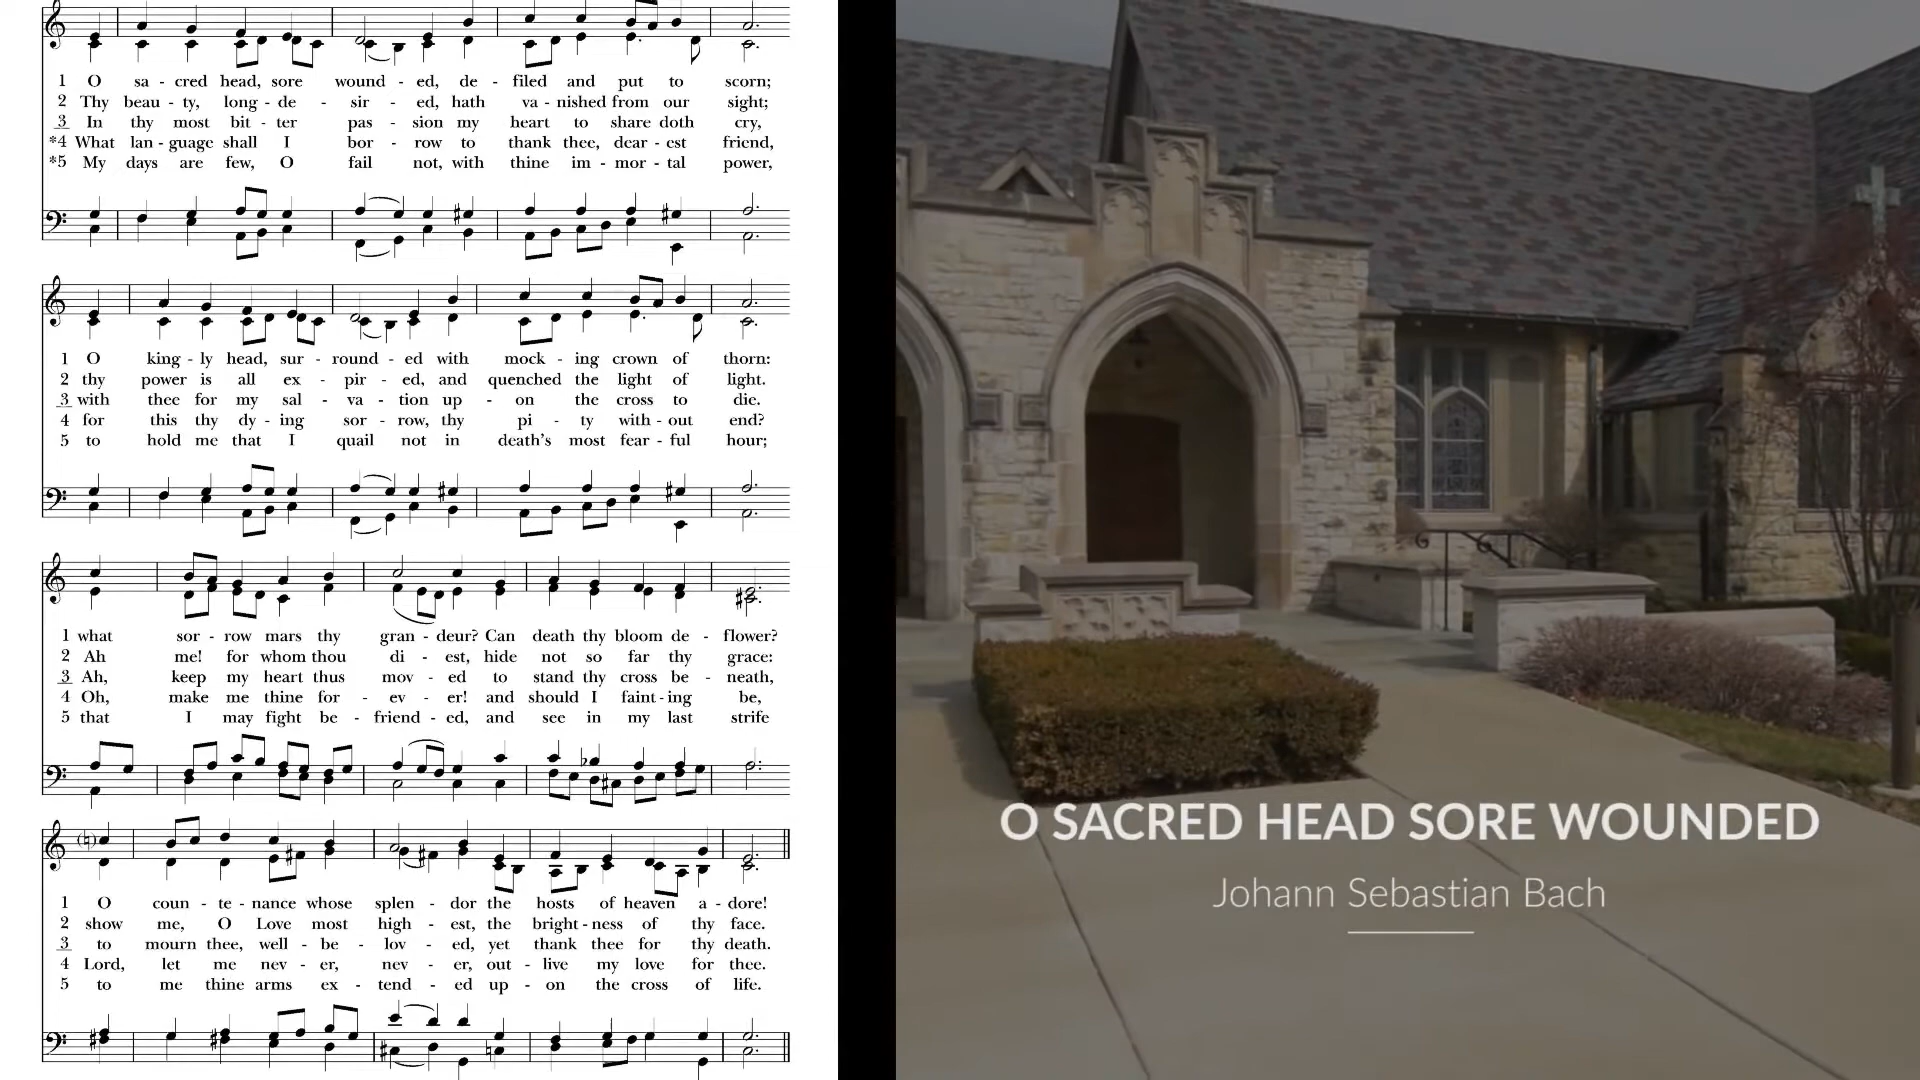 1 O sa - cred head, sore wound - ed, de - filed and put to scorn;
2 Thy beau - ty, long - de - sir - ed, hath va - nished from our sight;
3 In thy most bit - ter pas - sion my heart to share doth cry,
*4 What lan - guage shall I bor - row to thank thee, dear - est friend,
*5 My days are few, O fail not, with thine im - mor - tal power,
1 O king - ly head, sur - round - ed with mock - ing crown of thorn:
2 thy power is all ex - pir - ed, and quenched the light of light.
3 with thee for my sal - va - tion up - on the cross to die.
4 for this thy dy - ing sor - row, thy pi - ty with - out end?
5 to hold me that I quail not in death's most fear - ful hour;
1 what sor - row mars thy gran - deur? Can death thy bloom de - flower?
2 Ah me! for whom thou di - est, hide not so far thy grace:
3 Ah, keep my heart thus mov - ed to stand thy cross be - neath,
4 Oh, make me thine for - ev - er! and should I faint - ing be,
5 that I may fight be - friend - ed, and see in my last strife
1 O coun - te - nance whose splen - dor the hosts of heaven a - dore!
2 show me, O Love most high - est, the bright - ness of thy face.
3 to mourn thee, well - be - lov - ed, yet thank thee for thy death.
4 Lord, let me nev - er, nev - er, out - live my love for thee.
5 to me thine arms ex - tend - ed up - on the cross of life.
O SACRED HEAD SORE WOUNDED
Johann Sebastian Bach